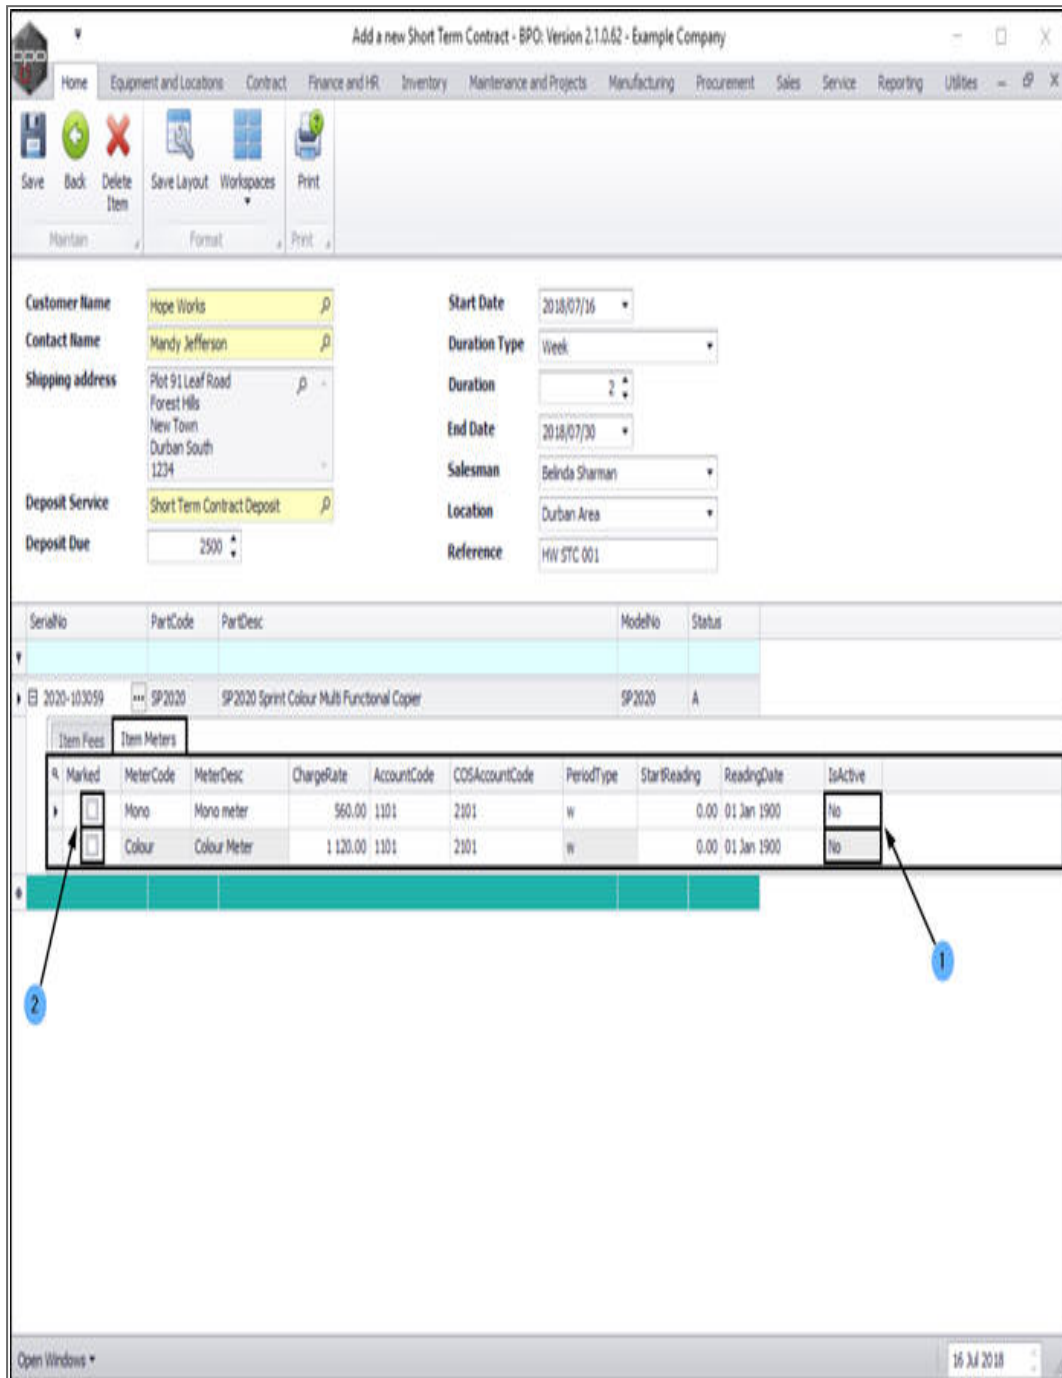 Add a new Short Term Contract - BPO: Version 2.1.0.62 - Example Company
bpo
Home Equipment and Locations Contract Finance and HR Inventory Maintenance and Projects Manufacturing Procurement Sales Service Reporting Utilities
Save Back Delete Item Save Layout Workspaces Print
Maintain Format Print
Customer Name Hope Works Start Date 2018/07/16
Contact Name Mandy Jefferson Duration Type Week
Shipping address Plot 91 Leaf Road Duration 2
Forest Hills
New Town End Date 2018/07/30
Durban South
1234 Salesman Belinda Sharman
Deposit Service Short Term Contract Deposit Location Durban Area
Deposit Due 2500 Reference HW STC 001
SerialNo PartCode PartDesc ModelNo Status
2020-103059 SP2020 SP2020 Sprint Colour Multi Functional Copier SP2020 A
Item Fees Item Meters
Marked MeterCode MeterDesc ChargeRate AccountCode COSAccountCode PeriodType StartReading ReadingDate IsActive
Mono Mono meter 560.00 1101 2101 w 0.00 01 Jan 1900 No
Colour Colour Meter 1 120.00 1101 2101 w 0.00 01 Jan 1900 No
1
2
Open Windows 16 Jul 2018